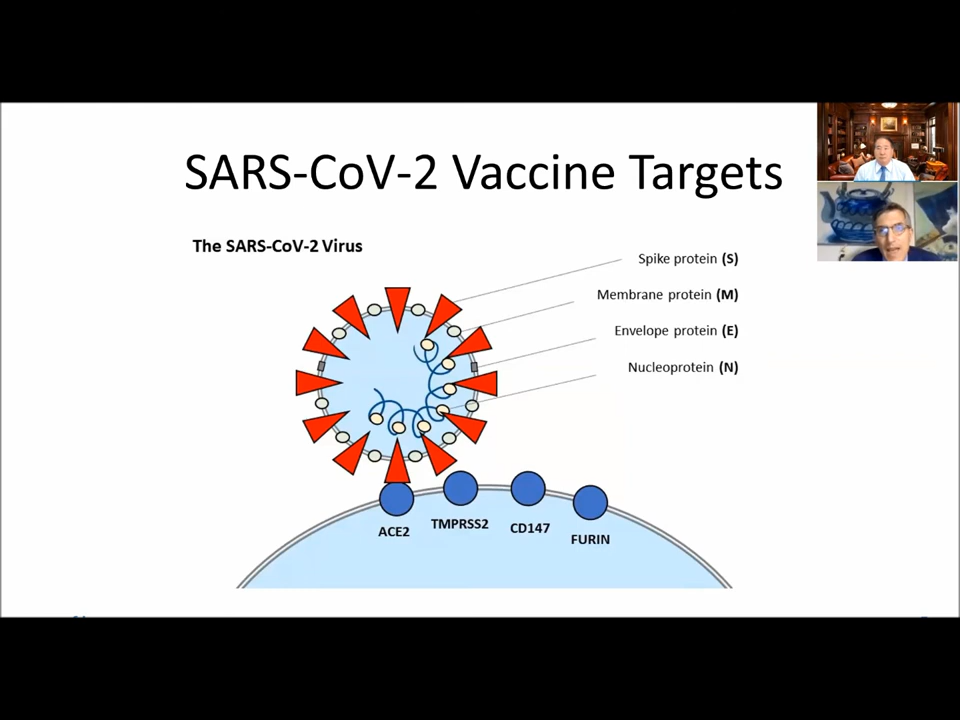 SARS-CoV-2 Vaccine Targets
The SARS-CoV-2 Virus
Spike protein (S)
Membrane protein (M)
Envelope protein (E)
Nucleoprotein (N)
ACE2
TMPRSS2
CD147
FURIN